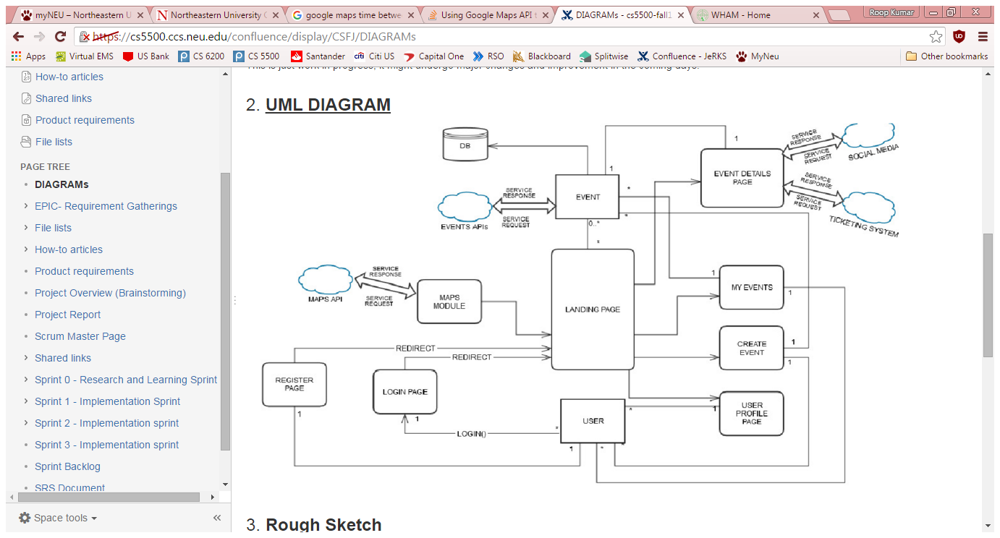 myNEU – Northeastern U
Northeastern University
google maps time betwe
Using Google Maps API t
DIAGRAMs - cs5500-fall1
WHAM - Home
Roop Kumar
https://cs5500.ccs.neu.edu/confluence/display/CSFJ/DIAGRAMs
Apps
Virtual EMS
US Bank
CS 6200
CS 5500
Santander
citi Citi US
Capital One
RSO
Blackboard
Splitwise
Confluence - JeRKS
MyNeu
Other bookmarks
How-to articles
Shared links
Product requirements
File lists
PAGE TREE
DIAGRAMs
EPIC- Requirement Gatherings
File lists
How-to articles
Product requirements
Project Overview (Brainstorming)
Project Report
Scrum Master Page
Shared links
Sprint 0 - Research and Learning Sprint
Sprint 1 - Implementation Sprint
Sprint 2 - Implementation sprint
Sprint 3 - Implementation sprint
Sprint Backlog
SRS Document
Space tools
This is just work in progress, it might undergo major changes and improvement in the coming days.
2. UML DIAGRAM
DB
1
SERVICE
RESPONSE
SERVICE
REQUEST
SOCIAL MEDIA
EVENT DETAILS
PAGE
1
*
EVENT
SERVICE
RESPONSE
SERVICE
REQUEST
EVENTS APIs
SERVICE
RESPONSE
SERVICE
REQUEST
TICKETING SYSTEM
*
0..*
*
MAPS API
SERVICE
RESPONSE
SERVICE
REQUEST
MAPS
MODULE
LANDING PAGE
1
MY EVENTS
1
CREATE
EVENT
1
1
REDIRECT
REDIRECT
REGISTER
PAGE
1
LOGIN PAGE
1
LOGIN()
*
USER
*
1
USER
PROFILE
PAGE
1
*
*
3. Rough Sketch